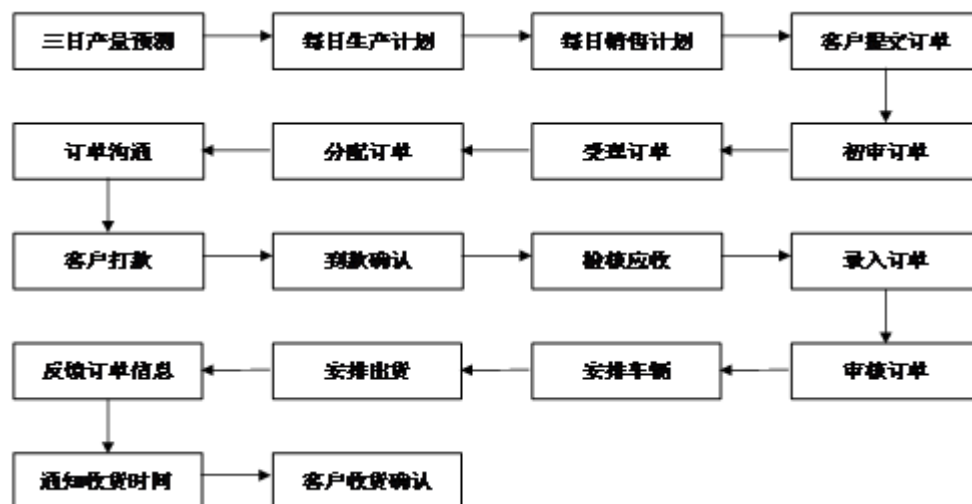 三日产量预测
每日生产计划
每日销售计划
客户提交订单
初审订单
受理订单
分配订单
订单沟通
客户打款
到款确认
检核应收
录入订单
审核订单
安排车辆
安排出货
反馈订单信息
通知收货时间
客户收货确认